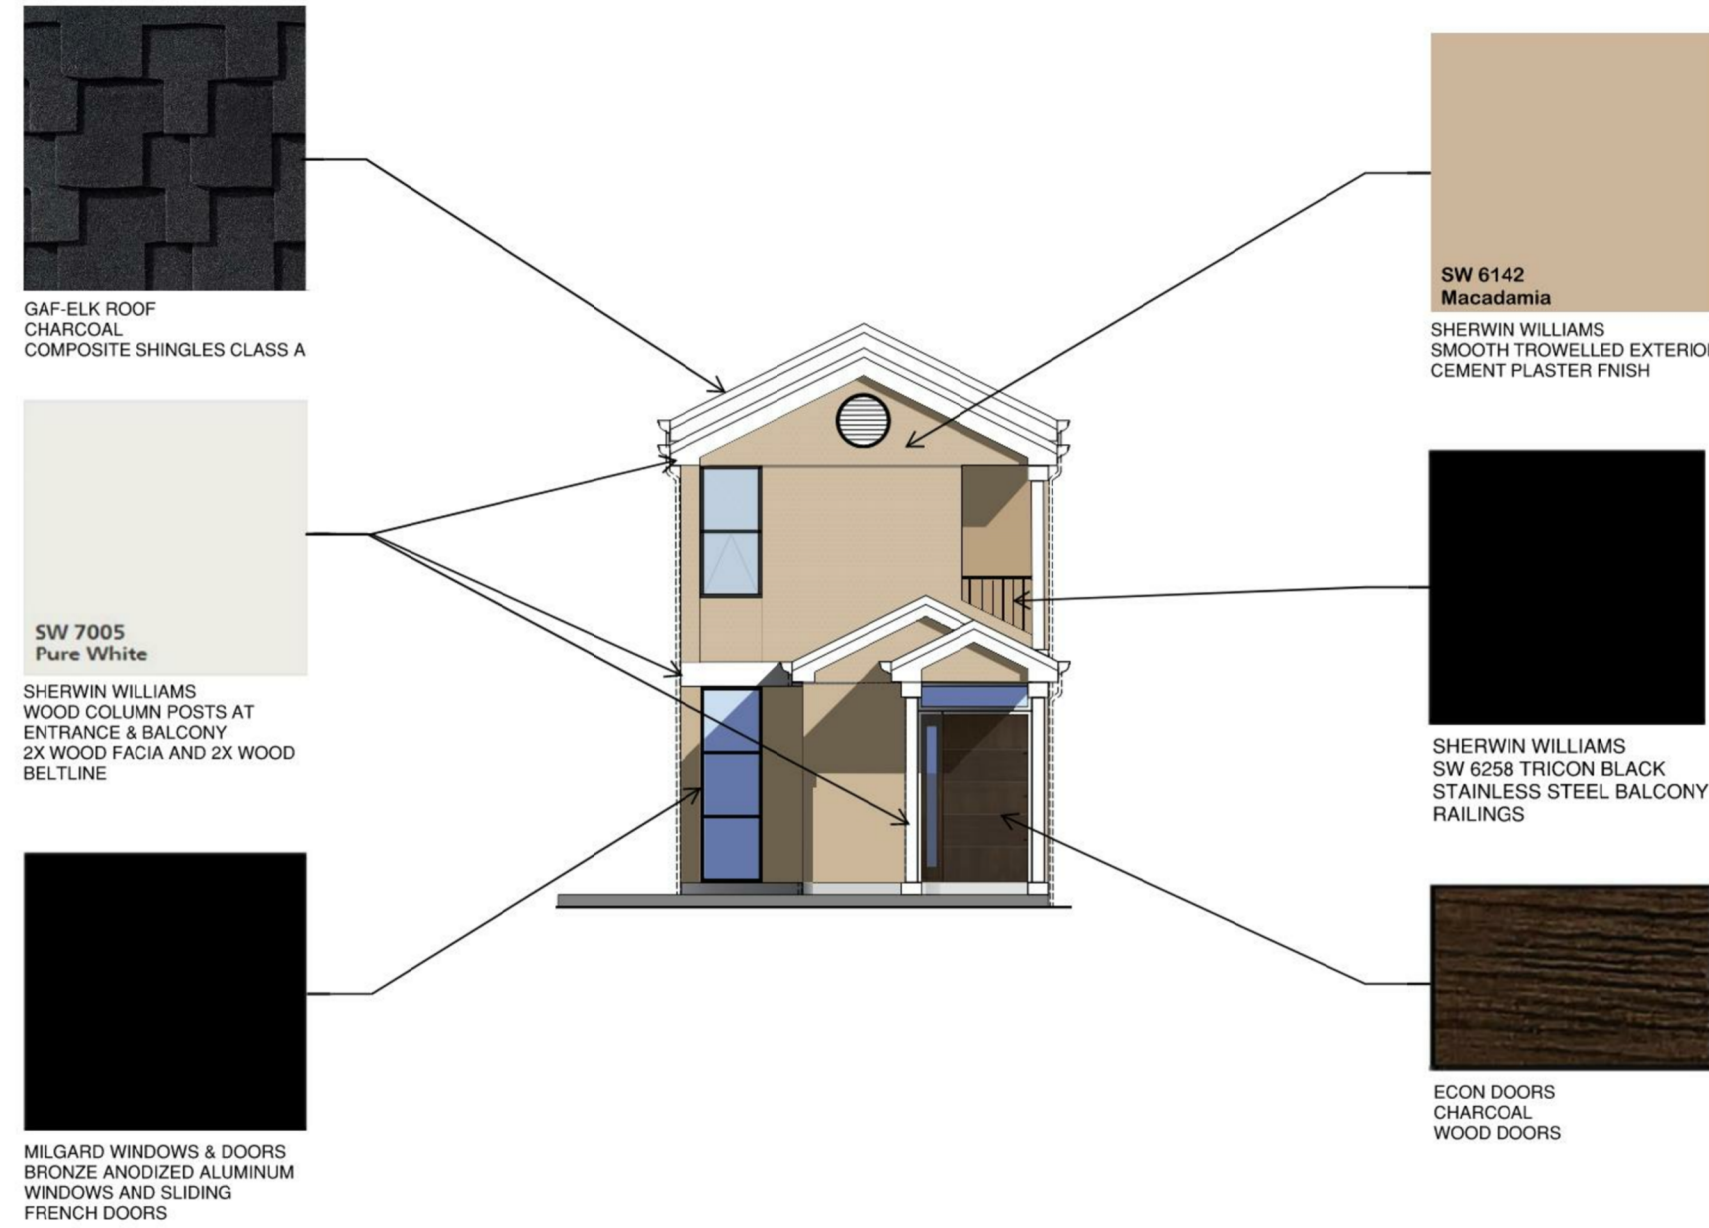 GAF-ELK ROOF
CHARCOAL
COMPOSITE SHINGLES CLASS A
SW 7005
Pure White
SHERWIN WILLIAMS
WOOD COLUMN POSTS AT
ENTRANCE & BALCONY
2X WOOD FACIA AND 2X WOOD
BELTLINE
MILGARD WINDOWS & DOORS
BRONZE ANODIZED ALUMINUM
WINDOWS AND SLIDING
FRENCH DOORS
SW 6142
Macadamia
SHERWIN WILLIAMS
SMOOTH TROWELLED
CEMENT PLASTER FNISH
SHERWIN WILLIAMS
SW 6258 TRICON BLACK
STAINLESS STEEL BALCONY
RAILINGS
ECON DOORS
CHARCOAL
WOOD DOORS